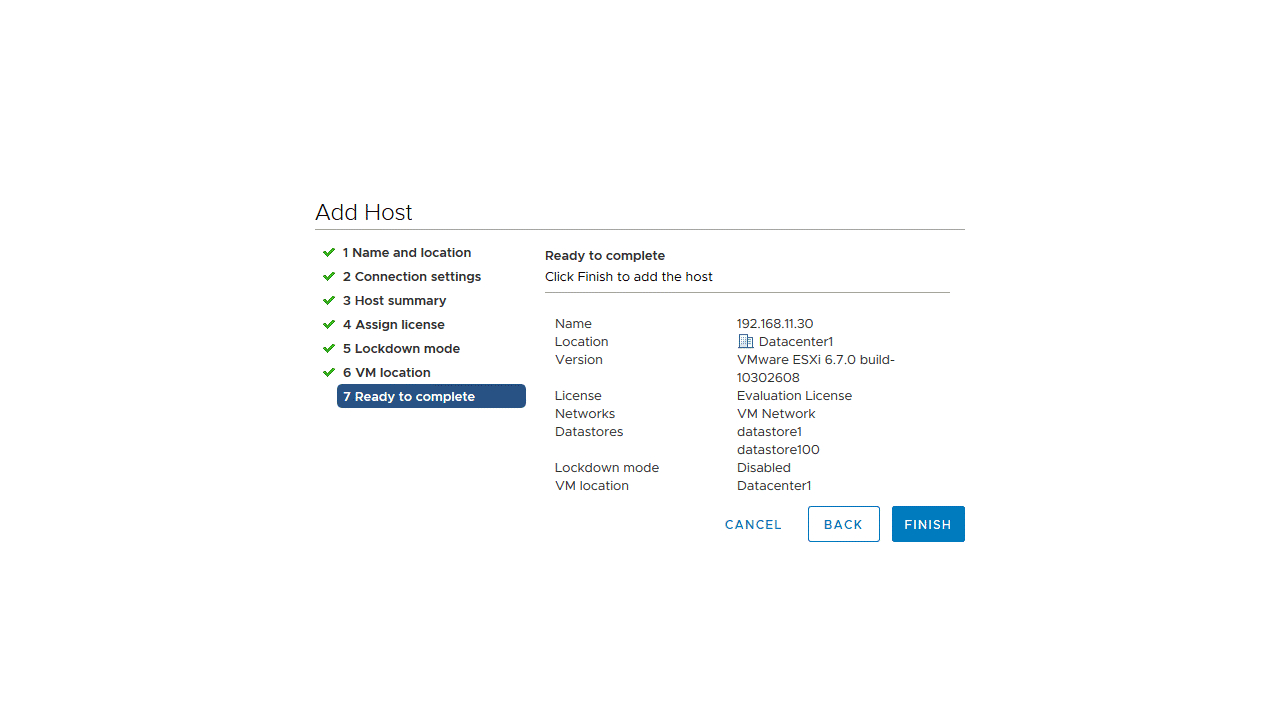 Add Host
1 Name and location
2 Connection settings
3 Host summary
4 Assign license
5 Lockdown mode
6 VM location
7 Ready to complete
Ready to complete
Click Finish to add the host
Name 192.168.11.30
Location Datacenter1
Version VMware ESXi 6.7.0 build-
10302608
License Evaluation License
Networks VM Network
Datastores datastore1
datastore100
Lockdown mode Disabled
VM location Datacenter1
CANCEL BACK FINISH